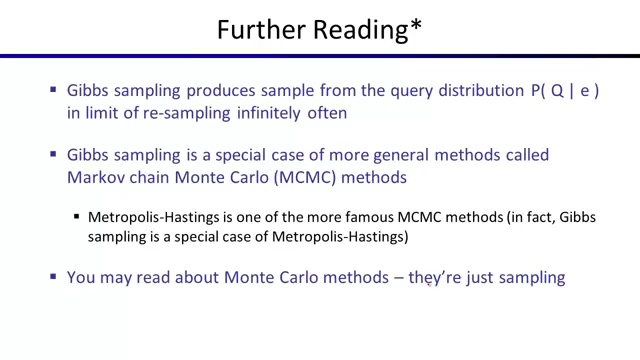 Further Reading*
▪ Gibbs sampling produces sample from the query distribution P( Q | e )
in limit of re-sampling infinitely often
▪ Gibbs sampling is a special case of more general methods called
Markov chain Monte Carlo (MCMC) methods
▪ Metropolis-Hastings is one of the more famous MCMC methods (in fact, Gibbs
sampling is a special case of Metropolis-Hastings)
▪ You may read about Monte Carlo methods – they’re just sampling